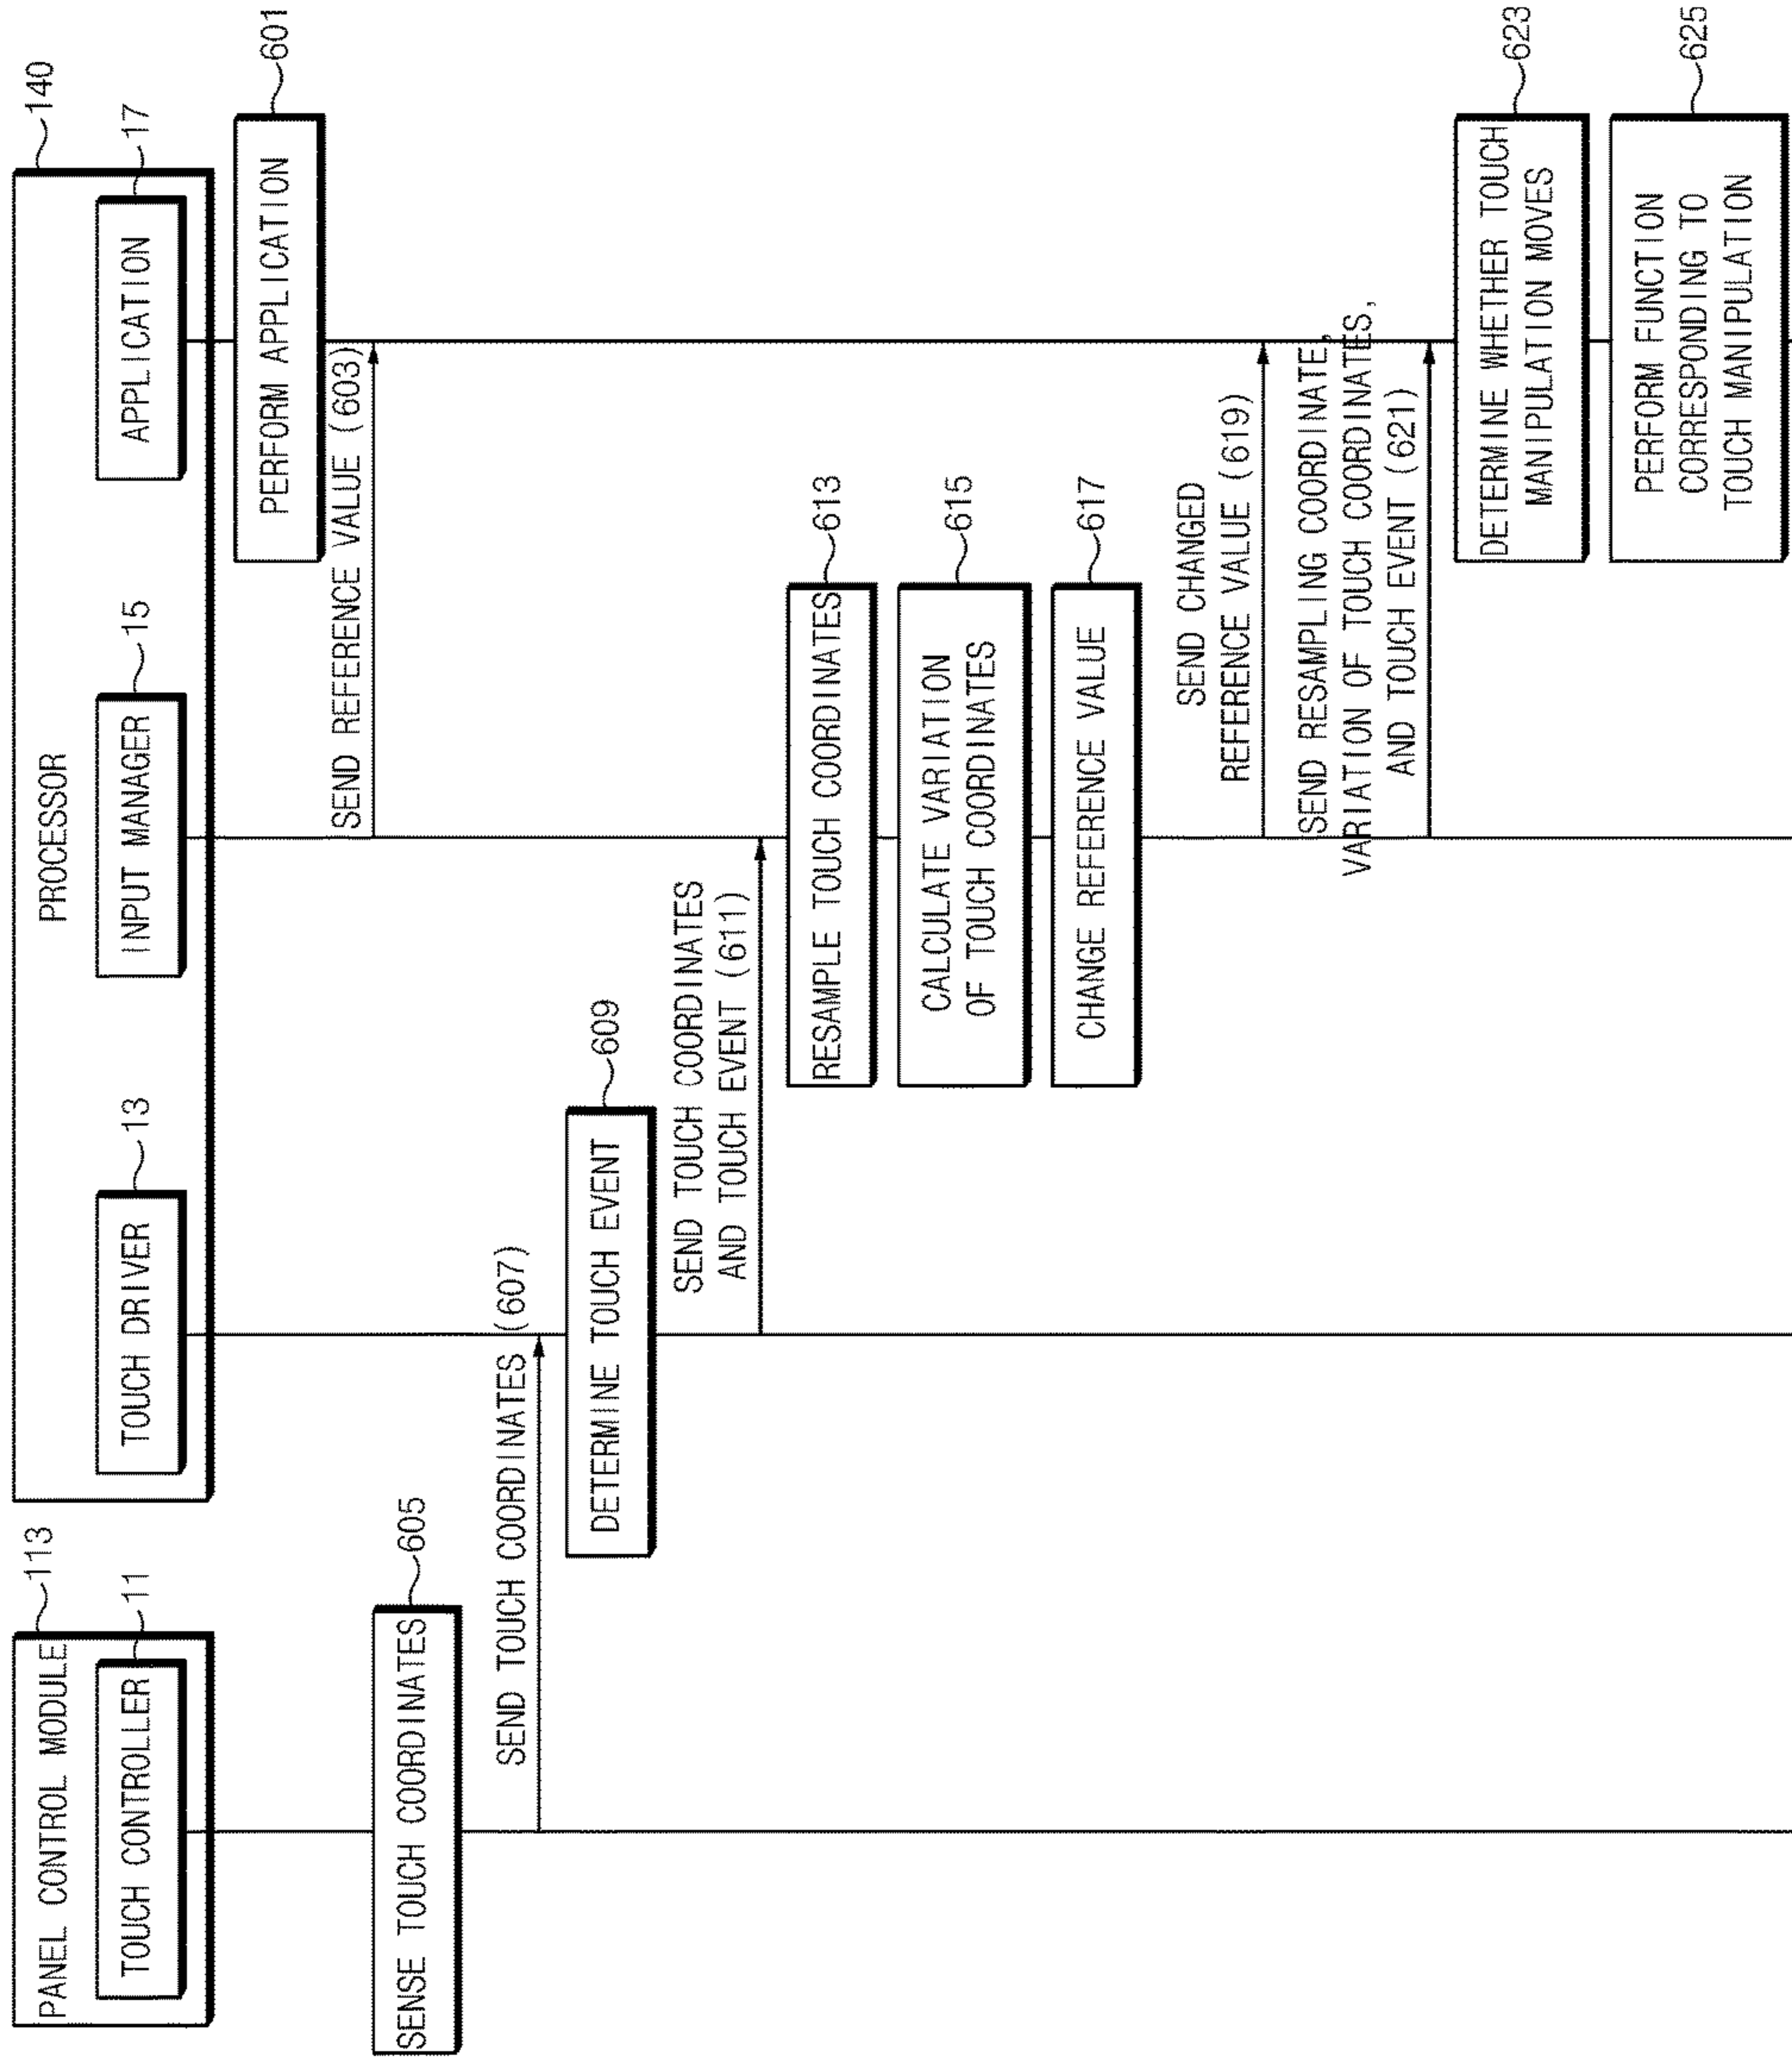 PANEL CONTROL MODULE
113
TOUCH CONTROLLER
11
PROCESSOR
140
TOUCH DRIVER
13
INPUT MANAGER
15
APPLICATION
17
PERFORM APPLICATION
601
SEND REFERENCE VALUE (603)
SENSE TOUCH COORDINATES
605
SEND TOUCH COORDINATES (607)
DETERMINE TOUCH EVENT
609
SEND TOUCH COORDINATES
AND TOUCH EVENT (611)
RESAMPLE TOUCH COORDINATES
613
CALCULATE VARIATION
OF TOUCH COORDINATES
615
CHANGE REFERENCE VALUE
617
SEND CHANGED
REFERENCE VALUE (619)
SEND RESAMPLING COORDINATE,
VARIATION OF TOUCH COORDINATES,
AND TOUCH EVENT (621)
DETERMINE WHETHER TOUCH
MANIPULATION MOVES
623
PERFORM FUNCTION
CORRESPONDING TO
TOUCH MANIPULATION
625